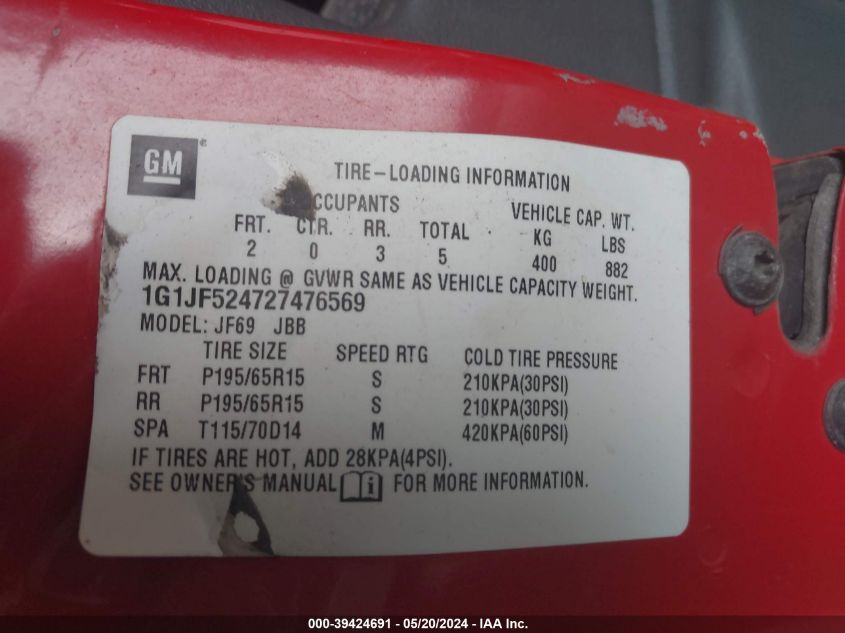 GM
TIRE-LOADING INFORMATION
CCUPANTS VEHICLE CAP. WT.
FRT. CTR. RR. TOTAL KG LBS
2 0 3 5 400 882
MAX. LOADING @ GVWR SAME AS VEHICLE CAPACITY WEIGHT.
1G1JF524727476569
MODEL: JF69 JBB
TIRE SIZE SPEED RTG COLD TIRE PRESSURE
FRT P195/65R15 S 210KPA(30PSI)
RR P195/65R15 S 210KPA(30PSI)
SPA T115/70D14 M 420KPA(60PSI)
IF TIRES ARE HOT, ADD 28KPA(4PSI).
SEE OWNER'S MANUAL i FOR MORE INFORMATION.
000-39424691 - 05/20/2024 - IAA Inc.